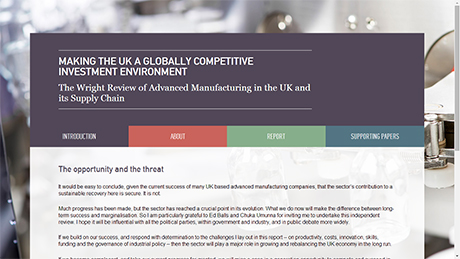 MAKING THE UK A GLOBALLY COMPETITIVE
INVESTMENT ENVIRONMENT
The Wright Review of Advanced Manufacturing in the UK and
its Supply Chain
INTRODUCTION
ABOUT
REPORT
SUPPORTING PAPERS
The opportunity and the threat
It would be easy to conclude, given the current success of many UK based advanced manufacturing companies, that the sector's contribution to a
sustainable recovery here is secure. It is not.
Much progress has been made, but the sector has reached a crucial point in its evolution. What we do now will make the difference between long-
term success and marginalisation. So I am particularly grateful to Ed Balls and Chuka Umunna for inviting me to undertake this independent
review. I hope it will be influential with all the political parties, within government and industry, and in public debate more widely.
If we build on our success, and respond with determination to the challenges I lay out in this report – on productivity, costs, innovation, skills,
funding and the governance of industrial policy – then the sector will play a major role in growing and rebalancing the UK economy in the long run.